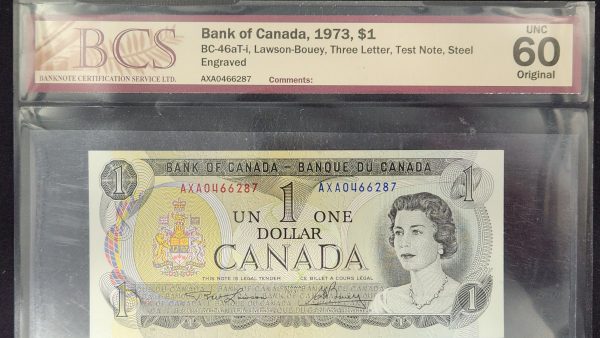 BCS
BANKNOTE CERTIFICATION SERVICE LTD.
Bank of Canada, 1973, $1
BC-46aT-i, Lawson-Bouey, Three Letter, Test Note, Steel
Engraved
AXA0466287 Comments:
UNC
60
Original
1
BANK OF CANADA – BANQUE DU CANADA
1
AXA0466287 AXA0466287
UN 1 ONE
DOLLAR
CANADA
THIS NOTE IS LEGAL TENDER CE BILLET A COURS LÉGAL
1
1